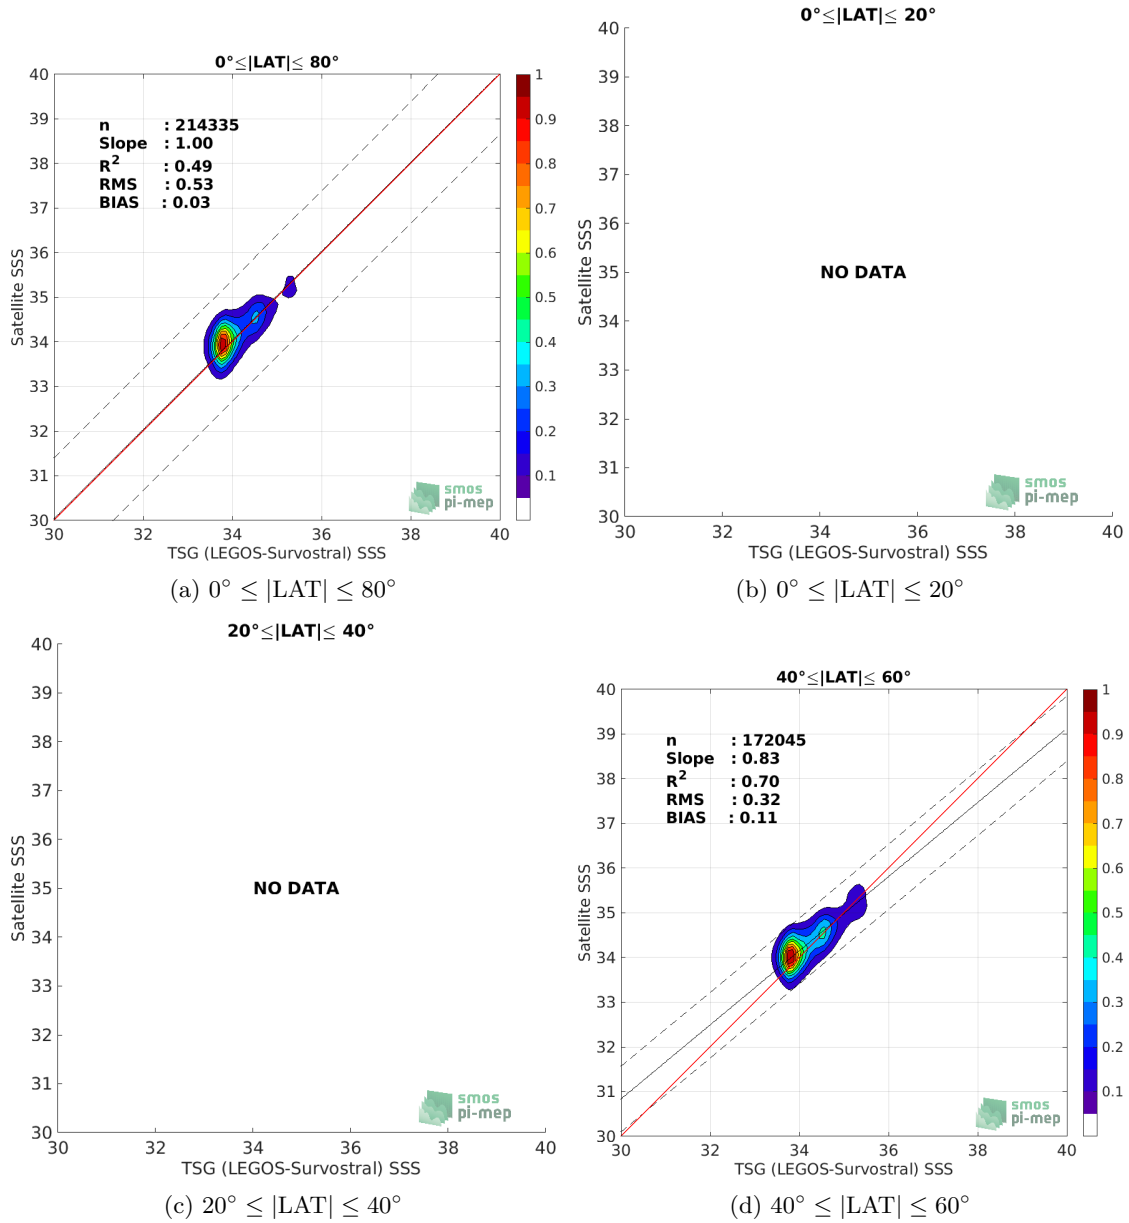 0°≤|LAT|≤ 80°
40
39
38
37
36
35
34
33
32
31
30
30
32
34
36
38
40
Satellite SSS
TSG (LEGOS-Survostral) SSS
n : 214335
Slope : 1.00
R² : 0.49
RMS : 0.53
BIAS : 0.03
1
0.9
0.8
0.7
0.6
0.5
0.4
0.3
0.2
0.1
smos
pi-mep
(a) 0° ≤ |LAT| ≤ 80°
0°≤|LAT|≤ 20°
40
39
38
37
36
35
34
33
32
31
30
30
32
34
36
38
40
Satellite SSS
TSG (LEGOS-Survostral) SSS
NO DATA
smos
pi-mep
(b) 0° ≤ |LAT| ≤ 20°
20°≤|LAT|≤ 40°
40
39
38
37
36
35
34
33
32
31
30
30
32
34
36
38
40
Satellite SSS
TSG (LEGOS-Survostral) SSS
NO DATA
smos
pi-mep
(c) 20° ≤ |LAT| ≤ 40°
40°≤|LAT|≤ 60°
40
39
38
37
36
35
34
33
32
31
30
30
32
34
36
38
40
Satellite SSS
TSG (LEGOS-Survostral) SSS
n : 172045
Slope : 0.83
R² : 0.70
RMS : 0.32
BIAS : 0.11
1
0.9
0.8
0.7
0.6
0.5
0.4
0.3
0.2
0.1
smos
pi-mep
(d) 40° ≤ |LAT| ≤ 60°